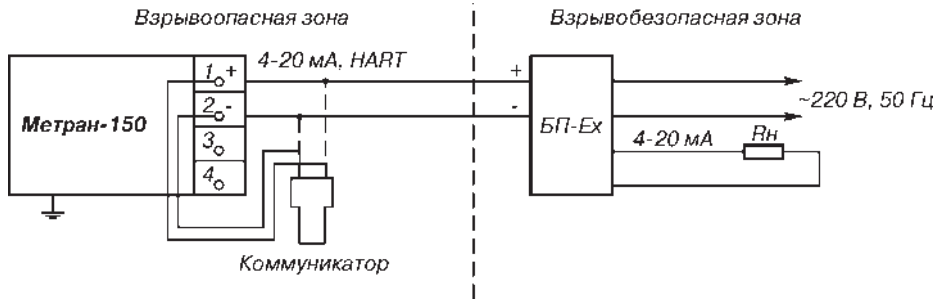 Взрывоопасная зона
Взрывобезопасная зона
4-20 мА, HART
1 +
2 -
3
4
Метран-150
+
-
БП-Ex
~220 В, 50 Гц
4-20 мА
Rн
Коммуникатор